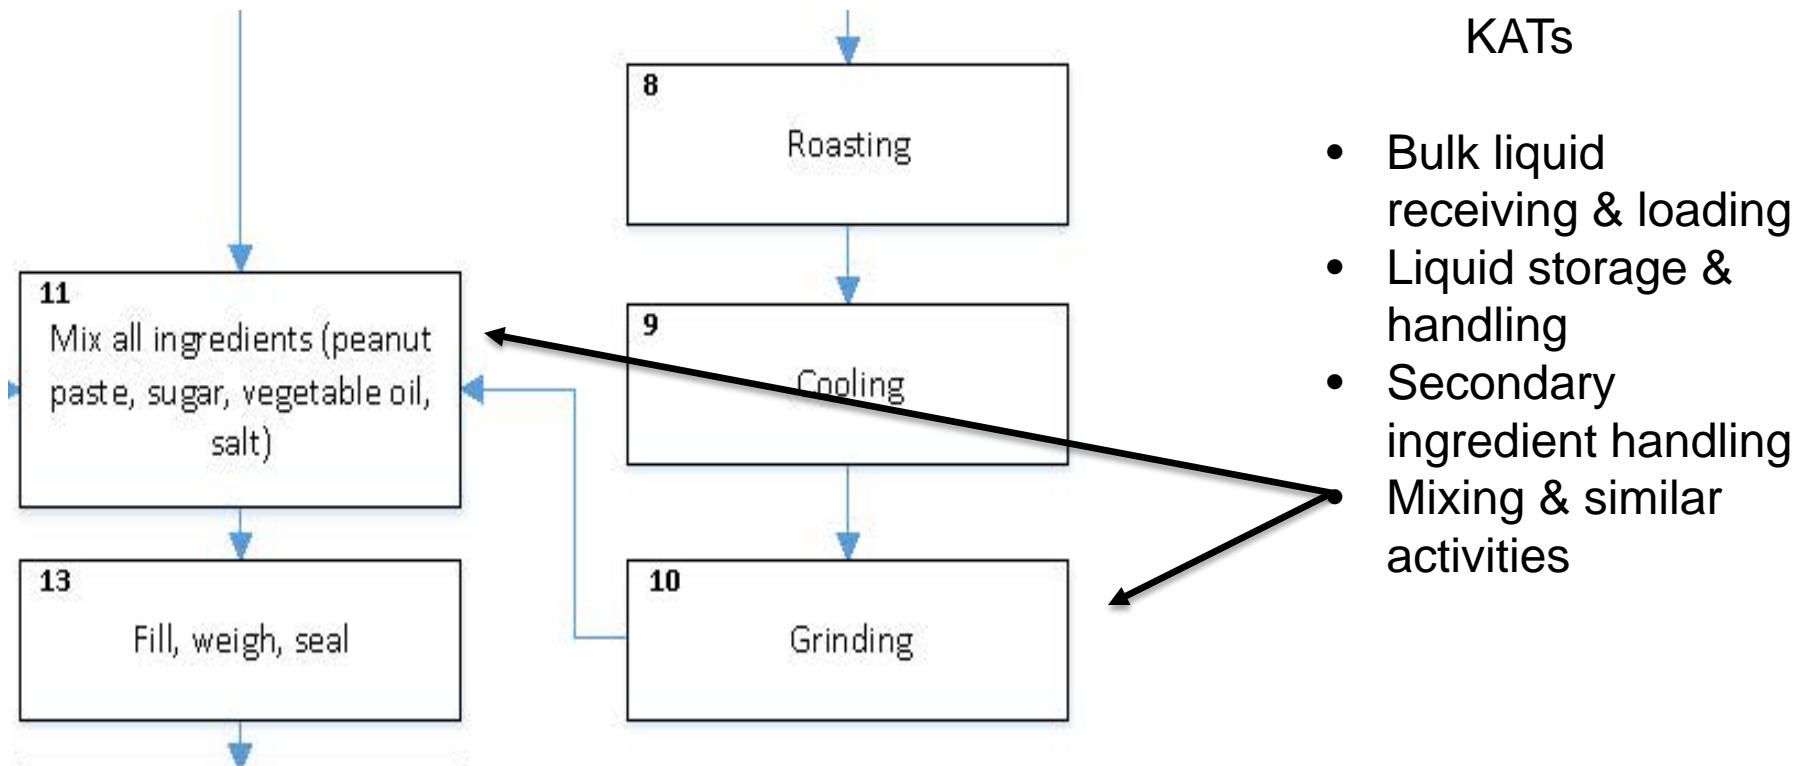 KATs
8
Roasting
11
Mix all ingredients (peanut
paste, sugar, vegetable oil,
salt)
9
Cooling
13
Fill, weigh, seal
10
Grinding
• Bulk liquid
receiving & loading
• Liquid storage &
handling
• Secondary
ingredient handling
• Mixing & similar
activities